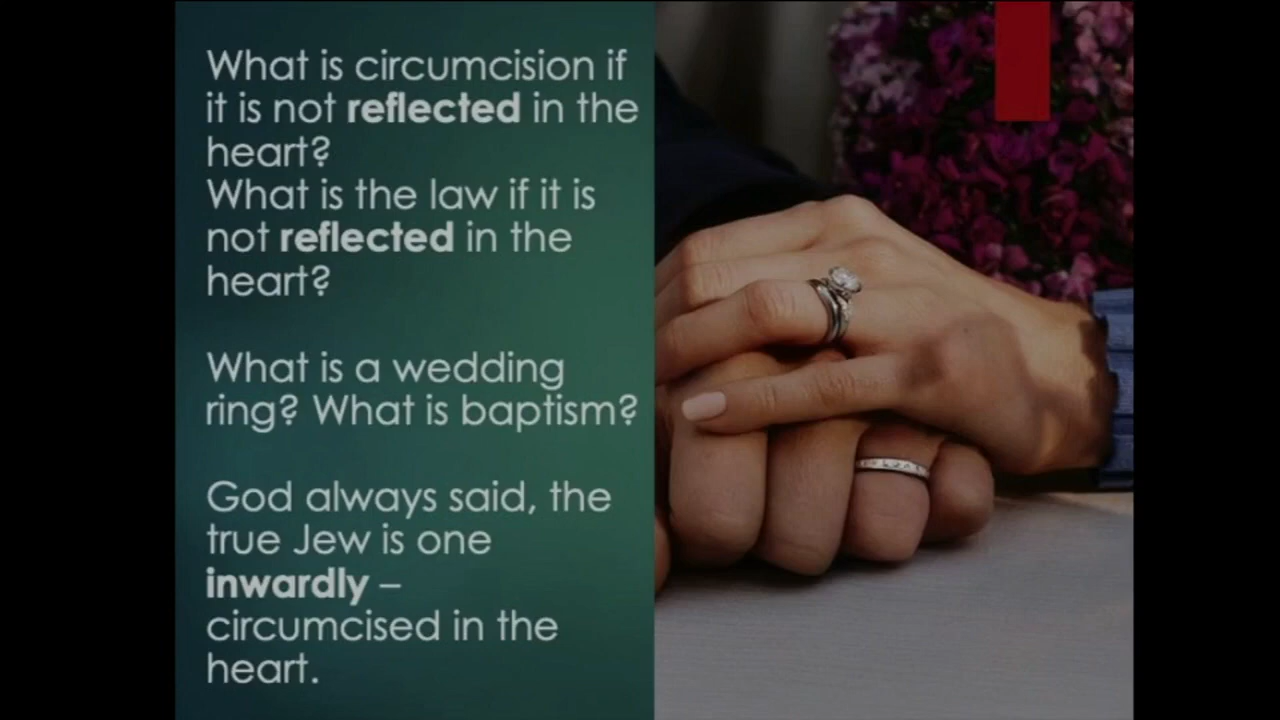 What is circumcision if
it is not reflected in the
heart?
What is the law if it is
not reflected in the
heart?
What is a wedding
ring? What is baptism?
God always said, the
true Jew is one
inwardly –
circumcised in the
heart.